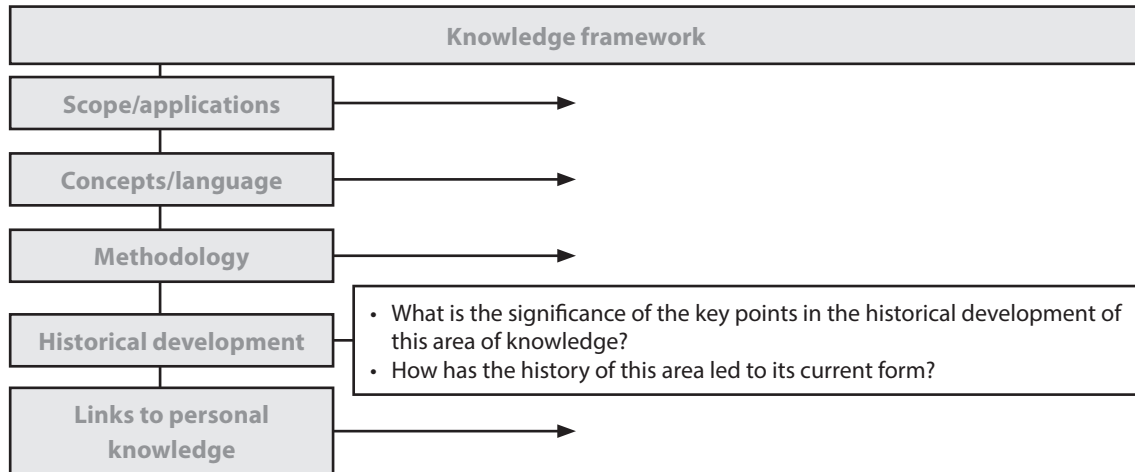 Knowledge framework
Scope/applications
Concepts/language
Methodology
Historical development
• What is the significance of the key points in the historical development of
this area of knowledge?
• How has the history of this area led to its current form?
Links to personal
knowledge